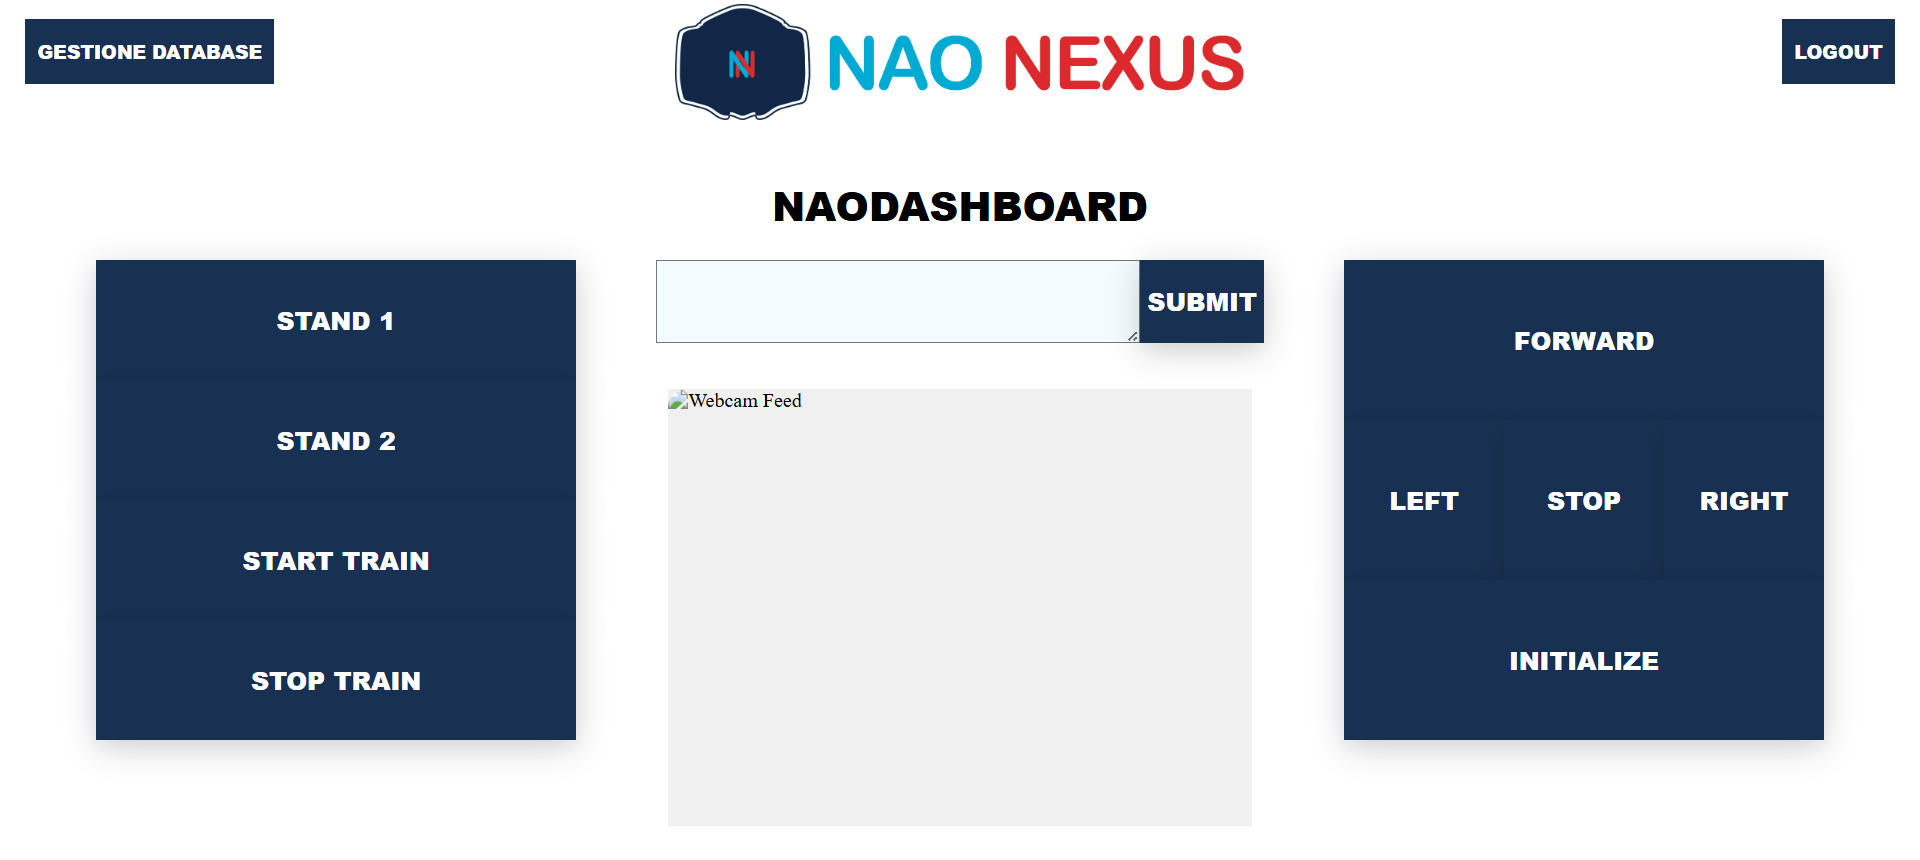 GESTIONE DATABASE
N
NAO NEXUS
LOGOUT
NAODASHBOARD
STAND 1
STAND 2
START TRAIN
STOP TRAIN
SUBMIT
Webcam Feed
FORWARD
LEFT
STOP
RIGHT
INITIALIZE